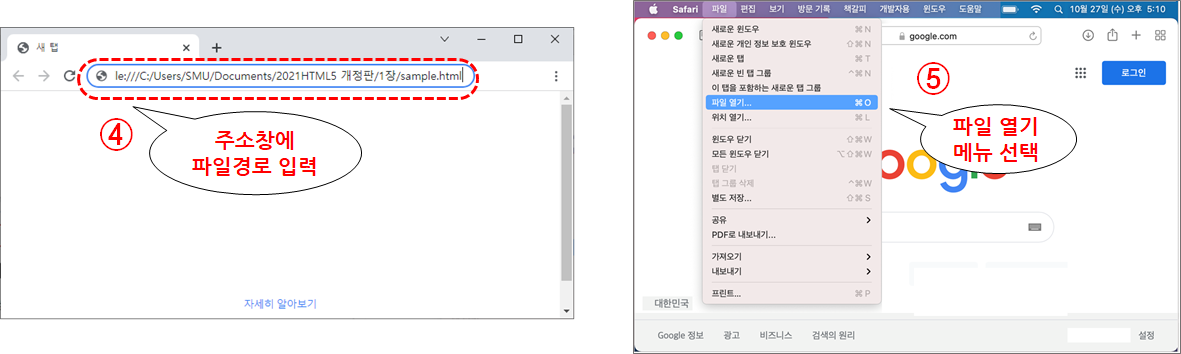 새 탭
le:///C:/Users/SMU/Documents/2021HTML5 개정판/1장/sample.html
④
주소창에
파일경로 입력
자세히 알아보기
Safari 파일 편집 보기 방문 기록 책갈피 개발자용 윈도우 도움말 10월 27일 (수) 오후 5:10
새로운 윈도우 ⌘N
새로운 개인 정보 보호 윈도우 ⇧⌘N
새로운 탭 ⌘T
새로운 빈 탭 그룹 ^⌘N
이 탭을 포함하는 새로운 탭 그룹
파일 열기... ⌘O
위치 열기... ⌘L
윈도우 닫기 ⇧⌘W
모든 윈도우 닫기 ⌥⇧⌘W
탭 닫기
탭 그룹 삭제 ^⌘W
별도 저장... ⇧⌘S
공유
PDF로 내보내기...
가져오기
내보내기
프린트... ⌘P
google.com
로그인
⑤
파일 열기
메뉴 선택
대한민국
Google 정보 광고 비즈니스 검색의 원리 설정